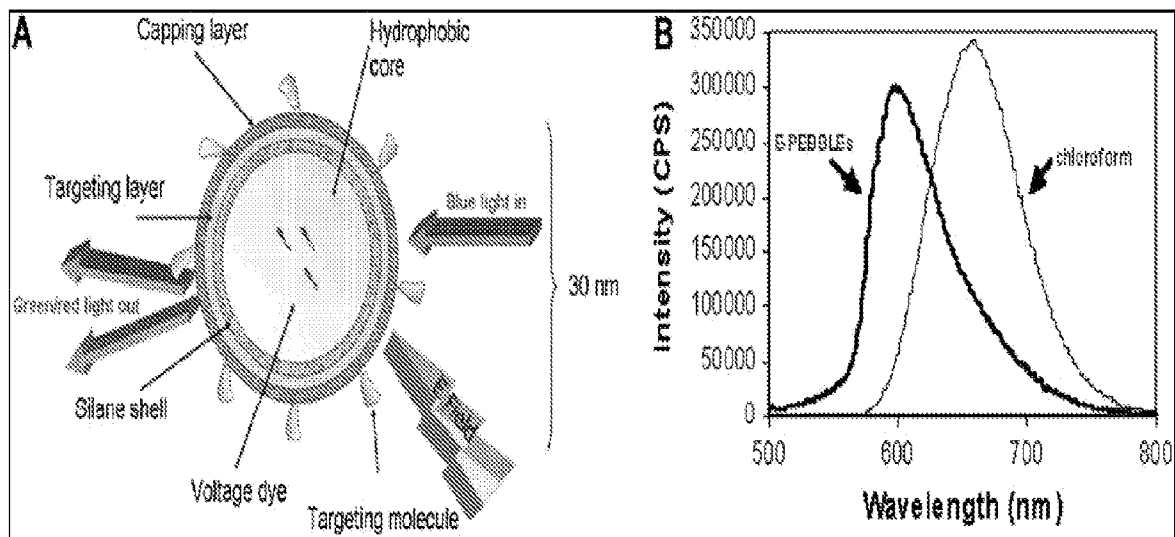 A
Capping layer
Hydrophobic
core
Targeting layer
Blue light in
30 nm
Green/red light out
Silane shell
Voltage dye
Targeting molecule
B
350000
300000
250000
200000
150000
100000
50000
0
500
600
700
800
Intensity (CPS)
E-PEBBLEs
chloroform
Wavelength (nm)